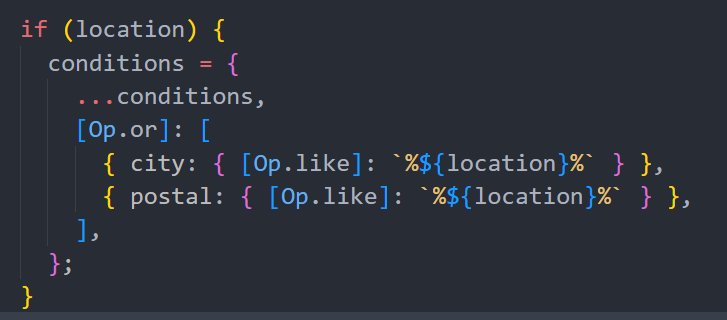 if (location) {
  conditions = {
    ...conditions,
    [Op.or]: [
      { city: { [Op.like]: `%${location}%` } },
      { postal: { [Op.like]: `%${location}%` } },
    ],
  };
}